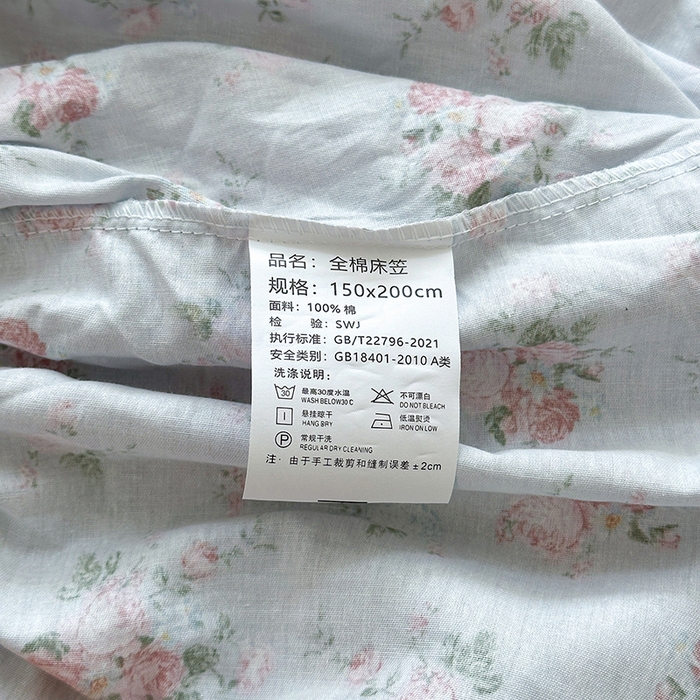 品名：全棉床笠
规格：150x200cm
面料：100% 棉
检 验：SWJ
执行标准：GB/T22796-2021
安全类别：GB18401-2010 A类
洗涤说明：
30 最高30度水温 不可漂白
WASH BELOW30C DO NOT BLEACH
悬挂晾干 低温熨烫
HANG DRY IRON ON LOW
P 常规干洗
REGULAR DRY CLEANING
注：由于手工裁剪和缝制误差±2cm